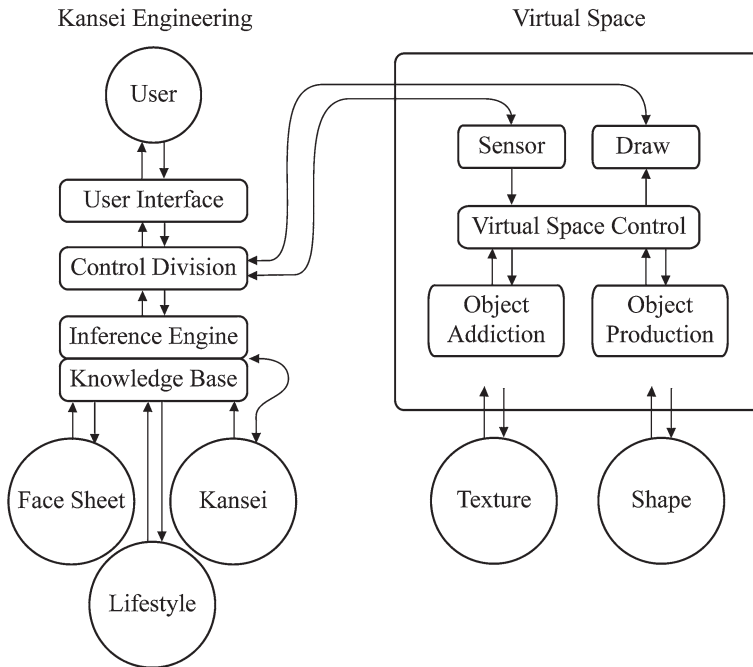 Kansei Engineering
Virtual Space
User
Sensor
Draw
User Interface
Virtual Space Control
Control Division
Object
Addiction
Object
Production
Inference Engine
Knowledge Base
Face Sheet
Kansei
Texture
Shape
Lifestyle